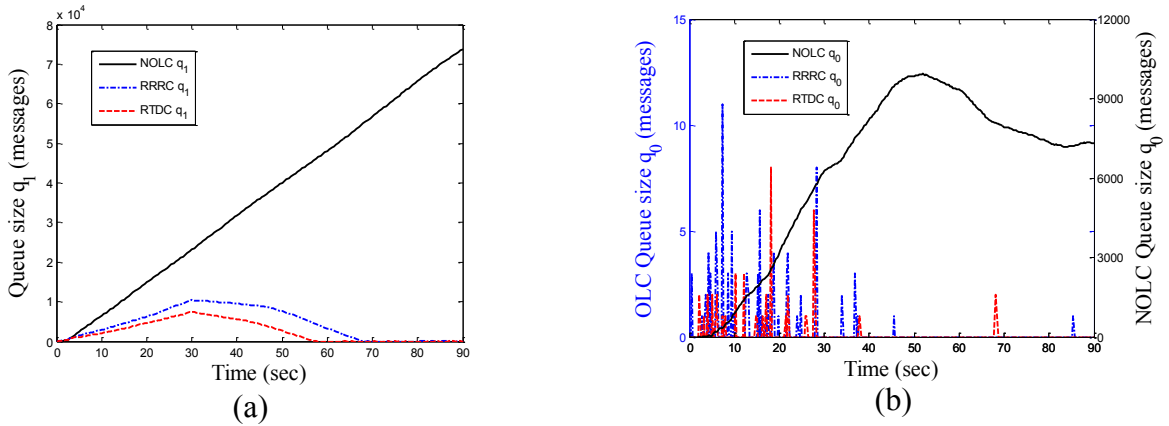 x 10⁴
8
7
6
5
4
3
2
1
0
0 10 20 30 40 50 60 70 80 90
Queue size q₁ (messages)
Time (sec)
NOLC q₁
RRRC q₁
RTDC q₁
(a)
15
10
5
0
12000
9000
6400
3000
0
0 10 20 30 40 50 60 70 80 90
OLC Queue size q₀ (messages)
NOLC Queue size q₀ (messages)
Time (sec)
NOLC q₀
RRRC q₀
RTDC q₀
(b)